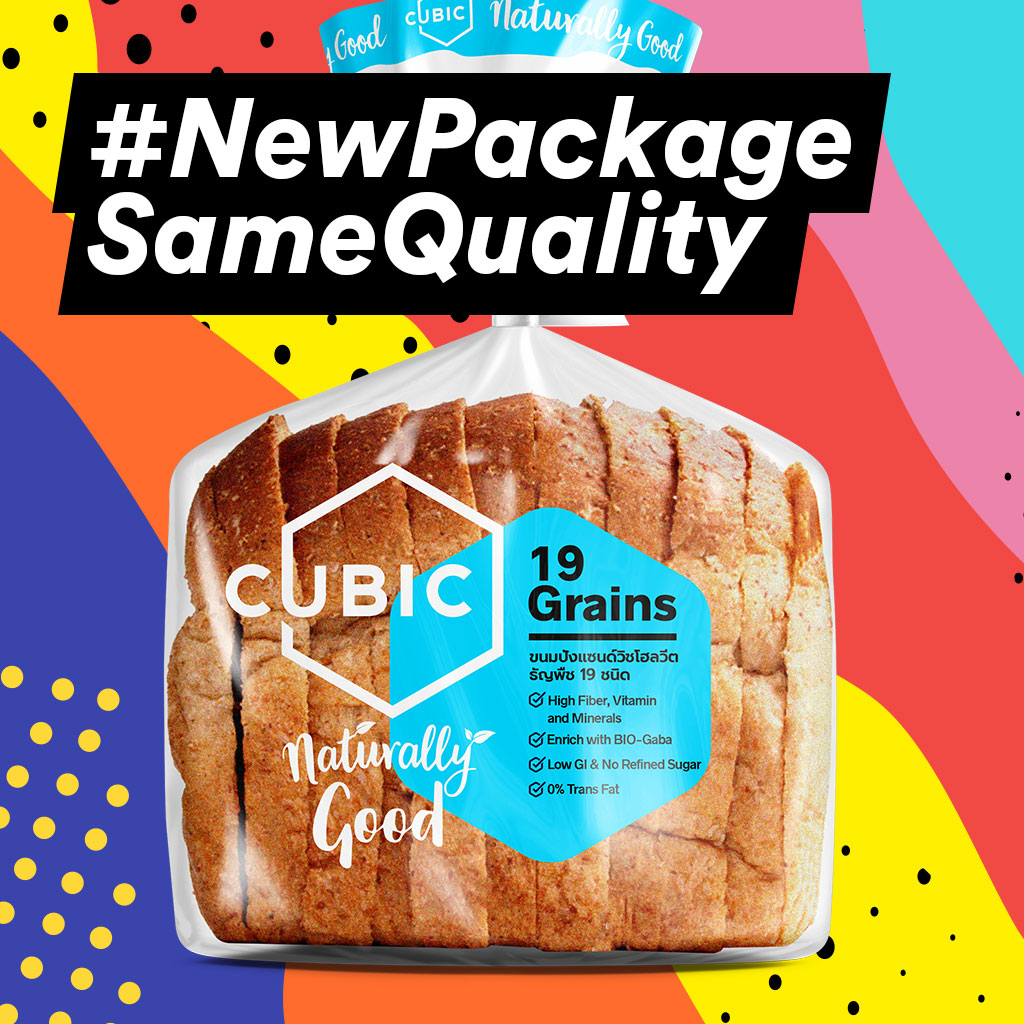 y Good CUBIC Naturally Good
#NewPackage
SameQuality
CUBIC
Naturally
Good
19
Grains
ขนมปังแซนด์วิชโฮลวีต
ธัญพืช 19 ชนิด
High Fiber, Vitamin
and Minerals
Enrich with BIO-Gaba
Low GI & No Refined Sugar
0% Trans Fat